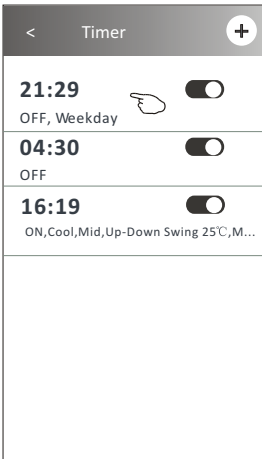 < Timer +
21:29
OFF, Weekday
04:30
OFF
16:19
ON,Cool,Mid,Up-Down Swing 25℃,M...